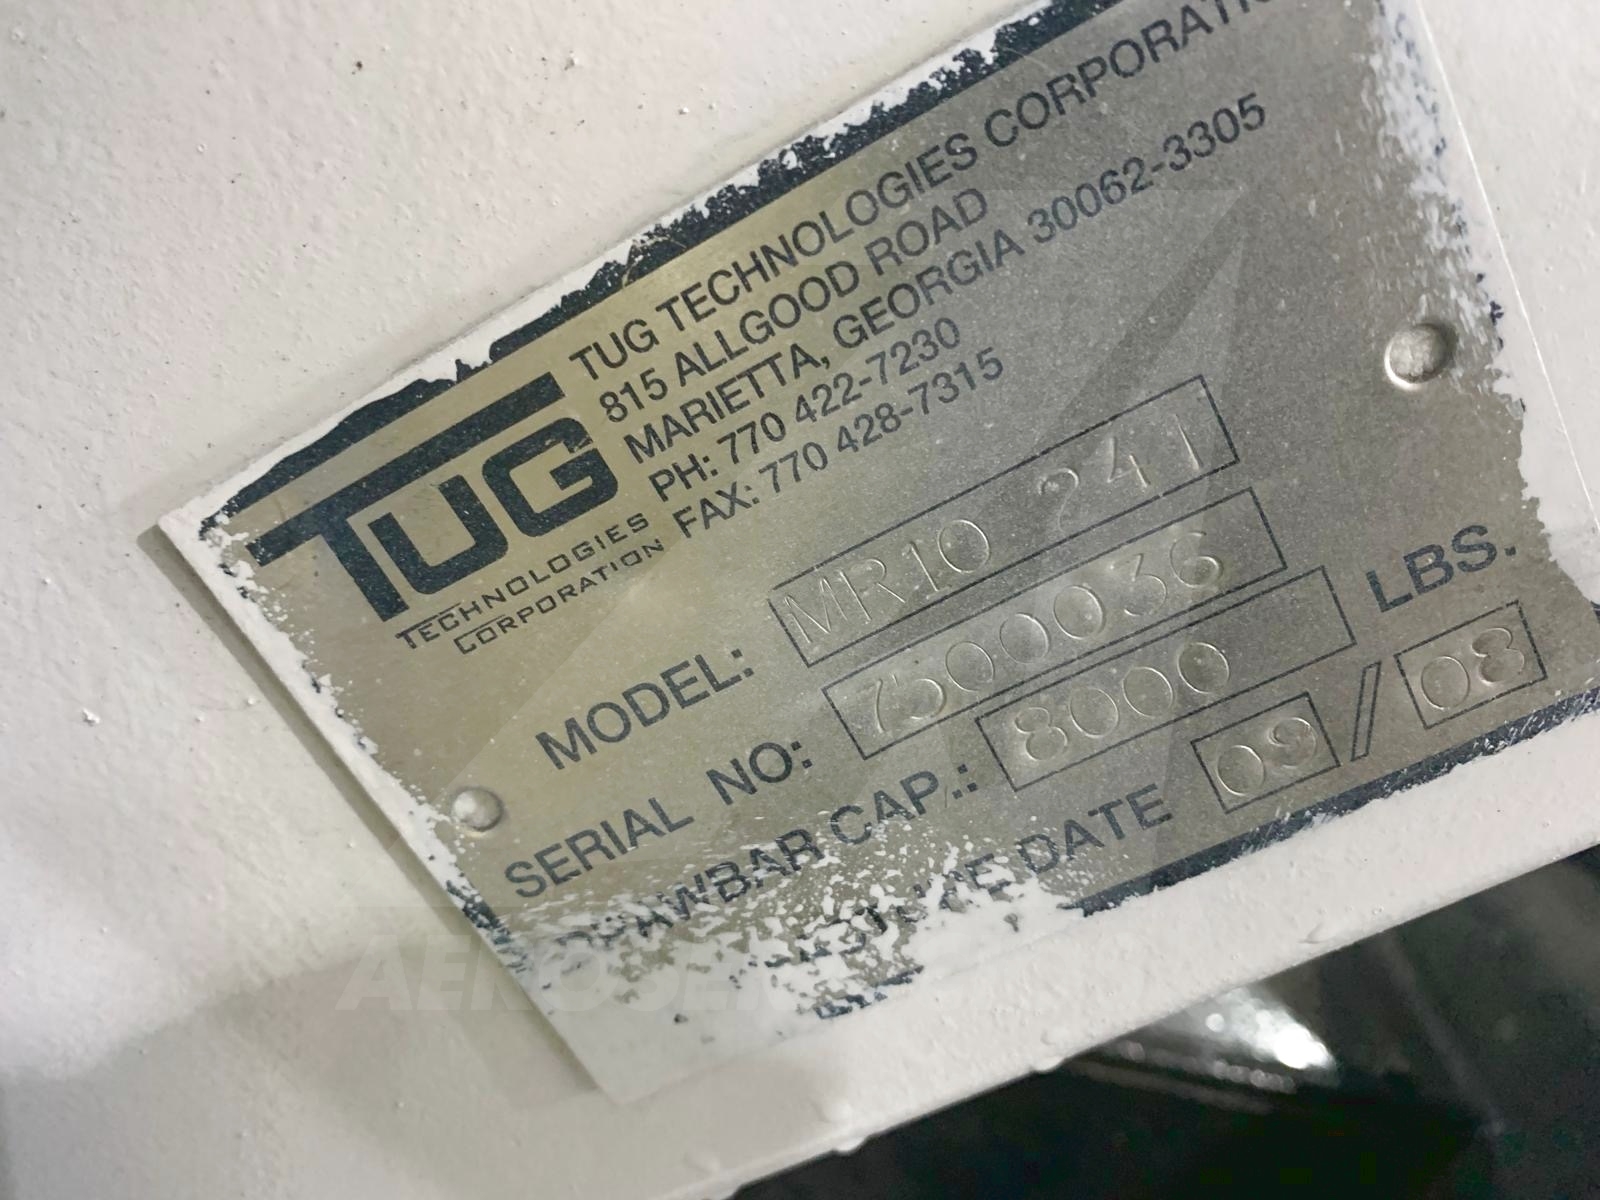 TUG TECHNOLOGIES CORPORATIO
815 ALLGOOD ROAD
MARIETTA, GEORGIA 30062-3305
PH: 770 422-7230
FAX: 770 428-7315
TUG
TECHNOLOGIES
CORPORATION
MODEL: MR10 241
SERIAL NO: 7500036
DRAWBAR CAP.: 8000 LBS.
DATE 09 / 08